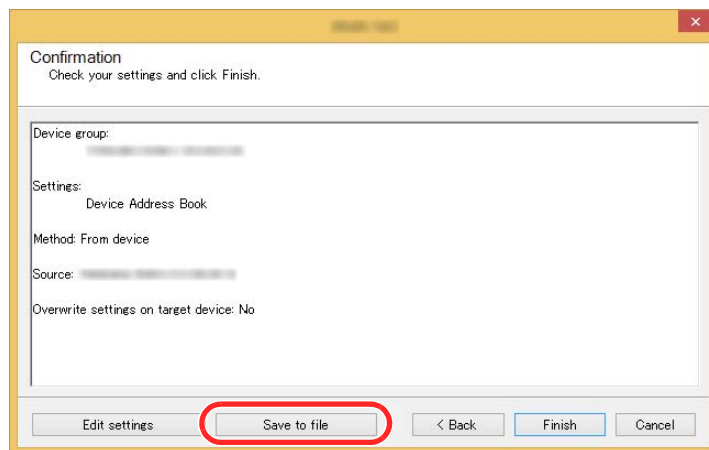 Confirmation
Check your settings and click Finish.
Device group:
Settings:
Device Address Book
Method: From device
Source:
Overwrite settings on target device: No
Edit settings
Save to file
< Back
Finish
Cancel